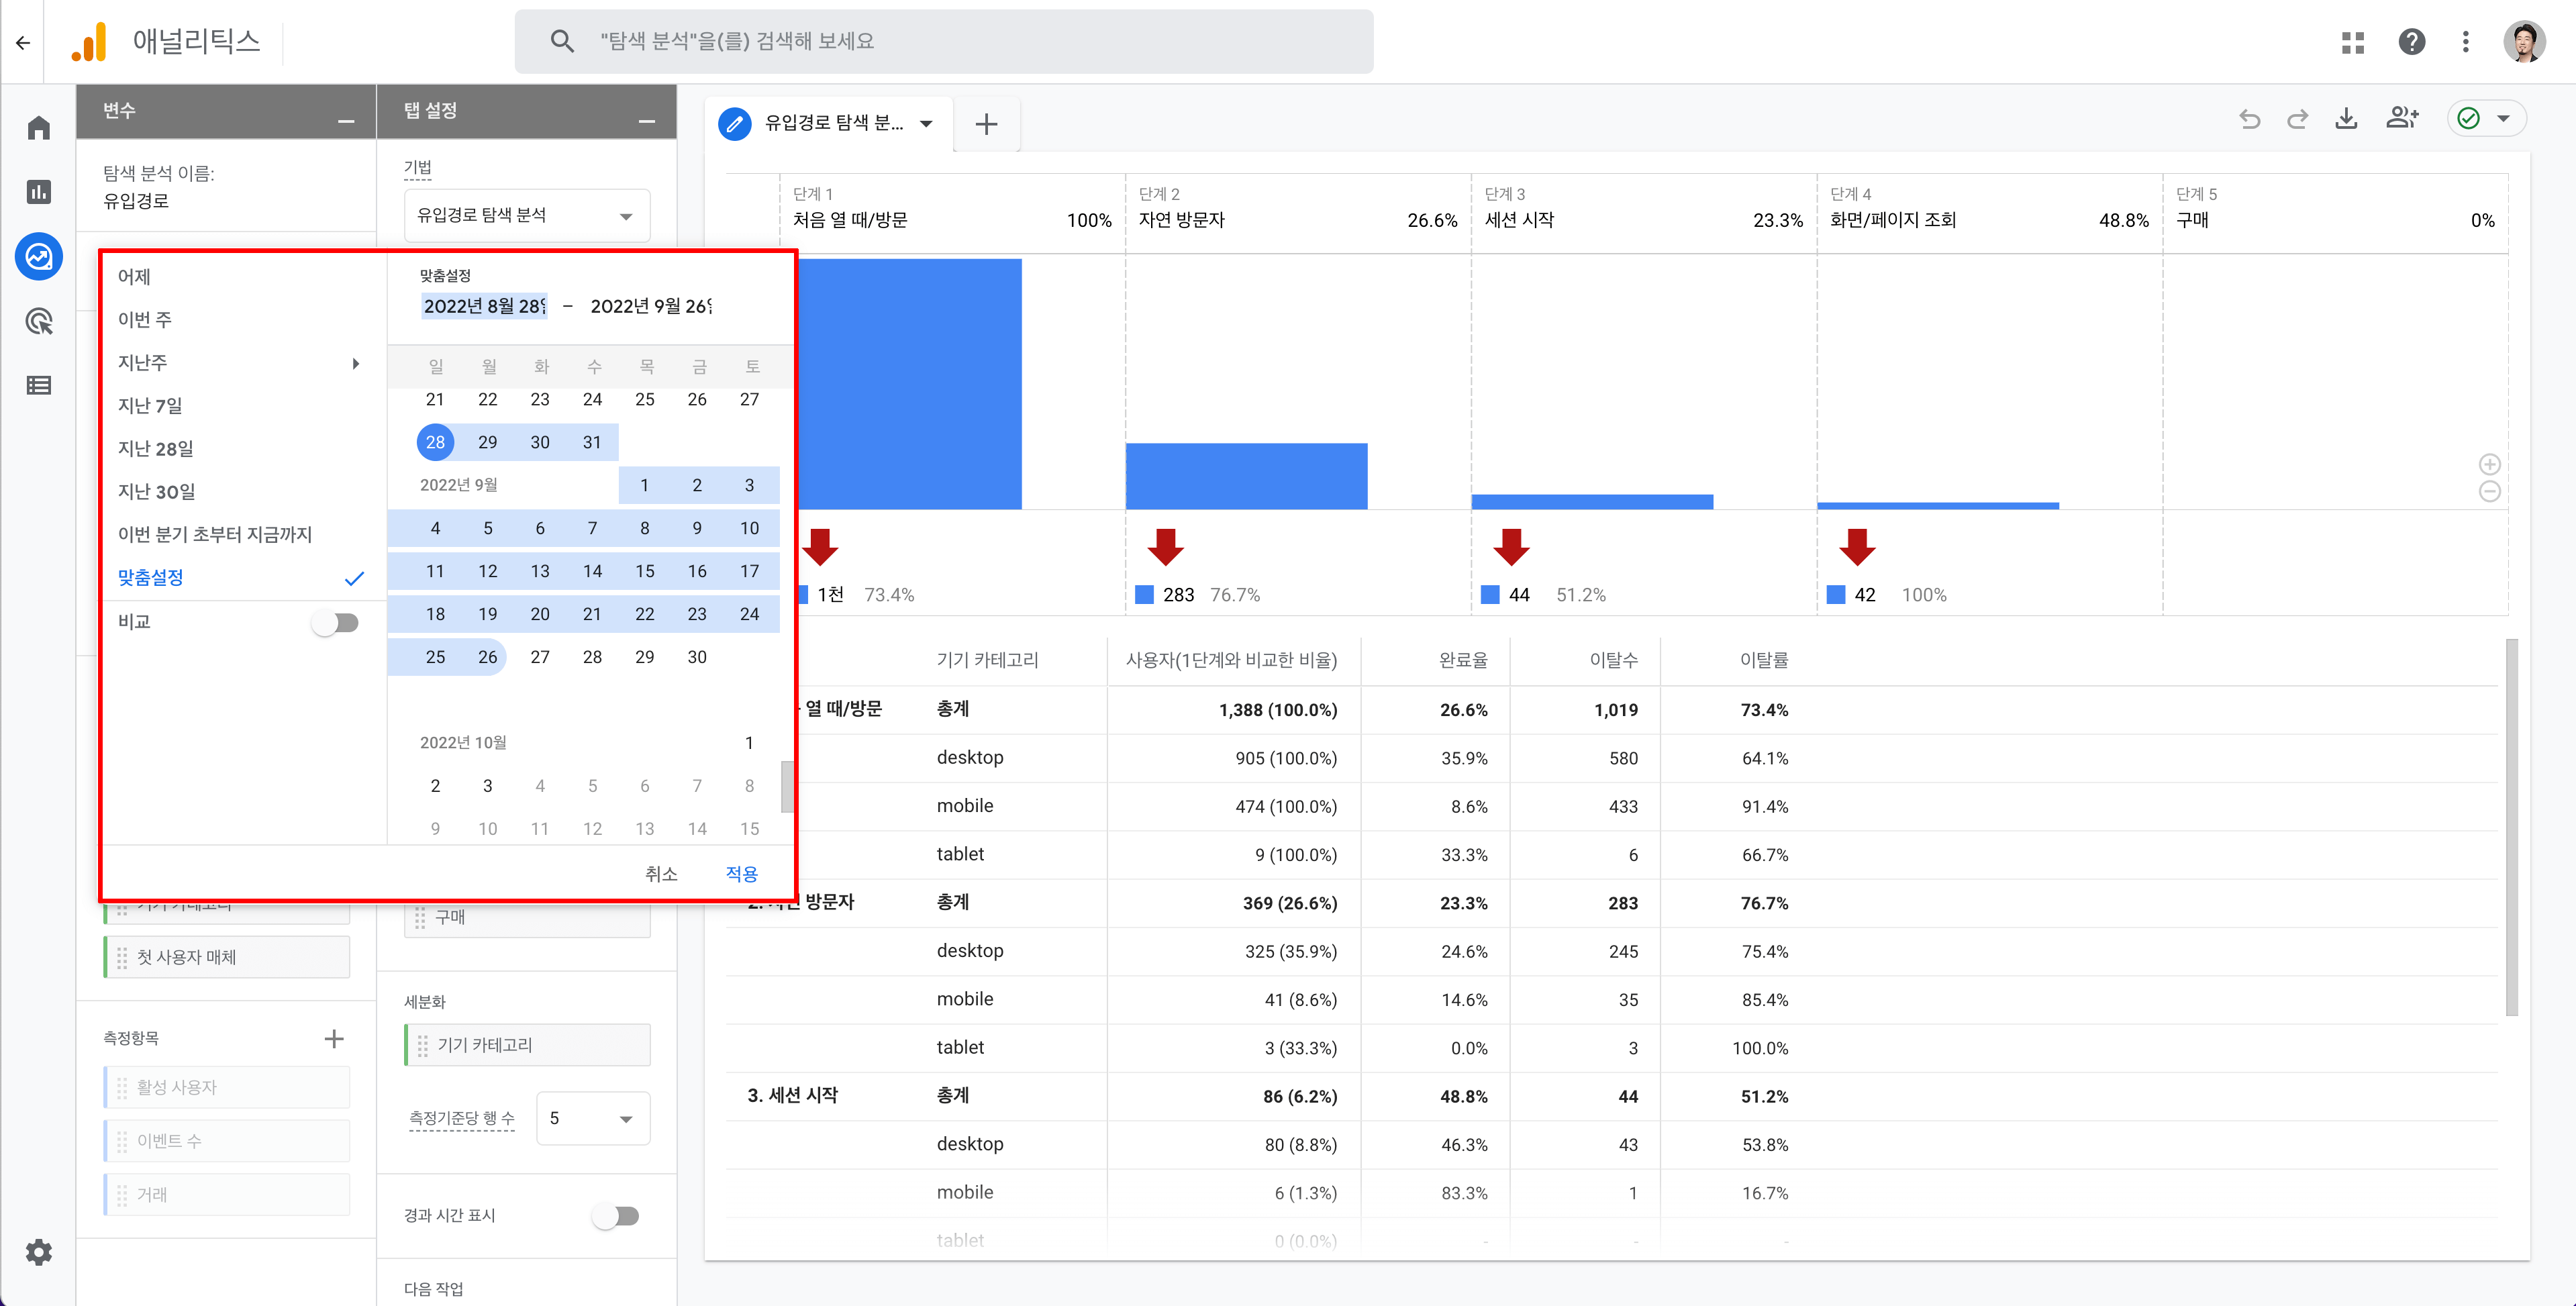 애널리틱스
"탐색 분석"을(를) 검색해 보세요
변수
탭 설정
탐색 분석 이름:
유입경로
기법
유입경로 탐색 분석
유입경로 탐색 분...
어제
이번 주
지난주
지난 7일
지난 28일
지난 30일
이번 분기 초부터 지금까지
맞춤설정
비교
맞춤설정
2022년 8월 28일 – 2022년 9월 26일
일 월 화 수 목 금 토
21 22 23 24 25 26 27
28 29 30 31
2022년 9월 1 2 3
4 5 6 7 8 9 10
11 12 13 14 15 16 17
18 19 20 21 22 23 24
25 26 27 28 29 30
2022년 10월 1
2 3 4 5 6 7 8
9 10 11 12 13 14 15
취소 적용
기기 카테고리
첫 사용자 매체
측정항목
활성 사용자
이벤트 수
거래
구매
세분화
기기 카테고리
측정기준당 행 수 5
경과 시간 표시
다음 작업
단계 1 단계 2 단계 3 단계 4 단계 5
처음 열 때/방문 100% 자연 방문자 26.6% 세션 시작 23.3% 화면/페이지 조회 48.8% 구매 0%
1천 73.4% 283 76.7% 44 51.2% 42 100%
기기 카테고리 사용자(1단계와 비교한 비율) 완료율 이탈수 이탈률
열 때/방문 총계 1,388 (100.0%) 26.6% 1,019 73.4%
desktop 905 (100.0%) 35.9% 580 64.1%
mobile 474 (100.0%) 8.6% 433 91.4%
tablet 9 (100.0%) 33.3% 6 66.7%
2. 자연 방문자 총계 369 (26.6%) 23.3% 283 76.7%
desktop 325 (35.9%) 24.6% 245 75.4%
mobile 41 (8.6%) 14.6% 35 85.4%
tablet 3 (33.3%) 0.0% 3 100.0%
3. 세션 시작 총계 86 (6.2%) 48.8% 44 51.2%
desktop 80 (8.8%) 46.3% 43 53.8%
mobile 6 (1.3%) 83.3% 1 16.7%
tablet 0 (0.0%) - - -